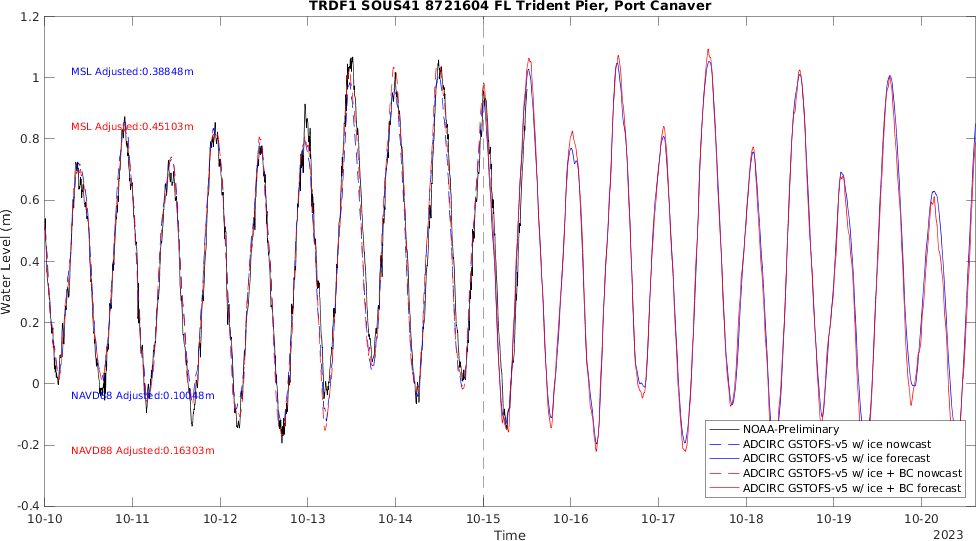 TRDF1 SOUS41 8721604 FL Trident Pier, Port Canaver
1.2
1
0.8
0.6
0.4
0.2
0
-0.2
-0.4
Water Level (m)
MSL Adjusted:0.38848m
MSL Adjusted:0.45103m
NAVD88 Adjusted:0.10048m
NAVD88 Adjusted:0.16303m
NOAA-Preliminary
ADCIRC GSTOFS-v5 w/ ice nowcast
ADCIRC GSTOFS-v5 w/ ice forecast
ADCIRC GSTOFS-v5 w/ ice + BC nowcast
ADCIRC GSTOFS-v5 w/ ice + BC forecast
10-10 10-11 10-12 10-13 10-14 10-15 10-16 10-17 10-18 10-19 10-20
Time
2023